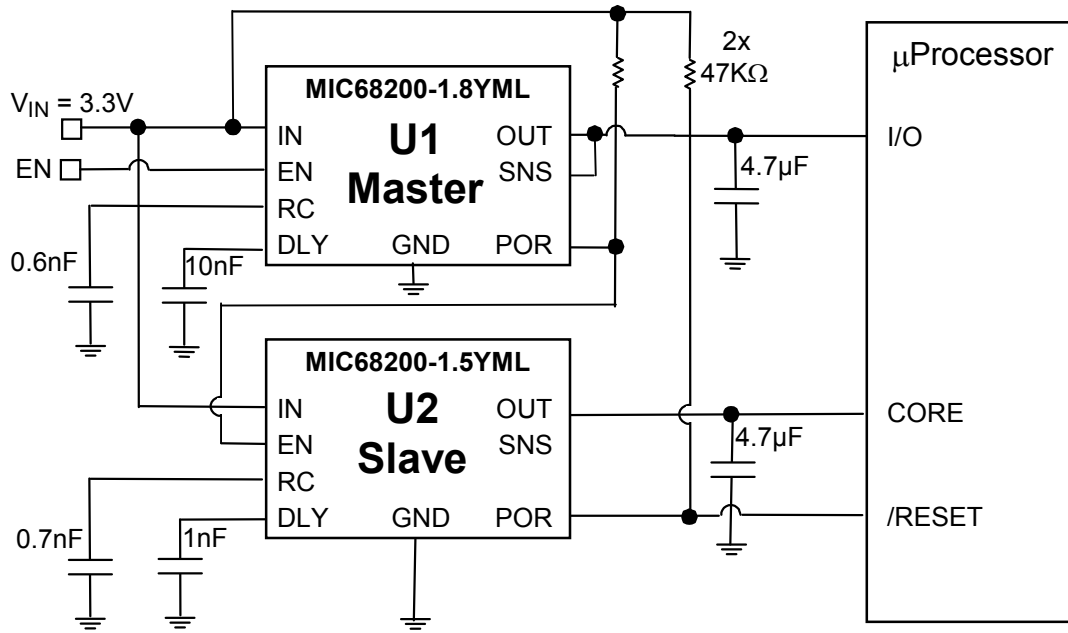 2x
47KΩ
µProcessor
V_IN = 3.3V
EN
MIC68200-1.8YML
U1
Master
IN
EN
RC
DLY
GND
OUT
SNS
POR
I/O
4.7µF
0.6nF
10nF
MIC68200-1.5YML
U2
Slave
IN
EN
RC
DLY
GND
OUT
SNS
POR
CORE
4.7µF
/RESET
0.7nF
1nF